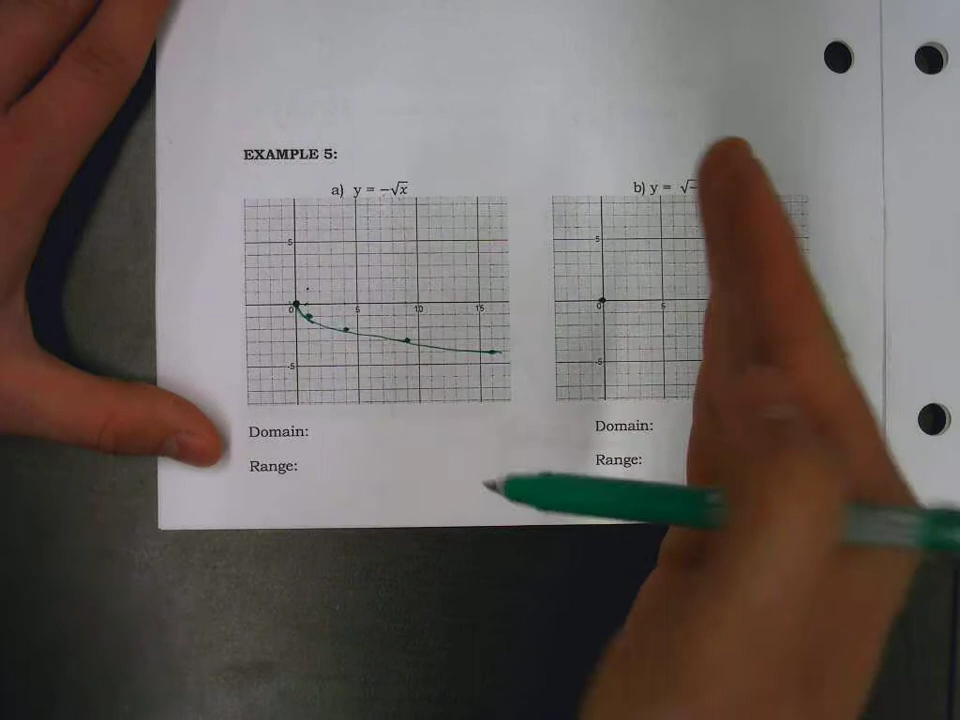 EXAMPLE 5:
a) y = -√x
b) y = √-
5
0 5 10 15
-5
5
0 5
-5
Domain:
Range:
Domain:
Range: